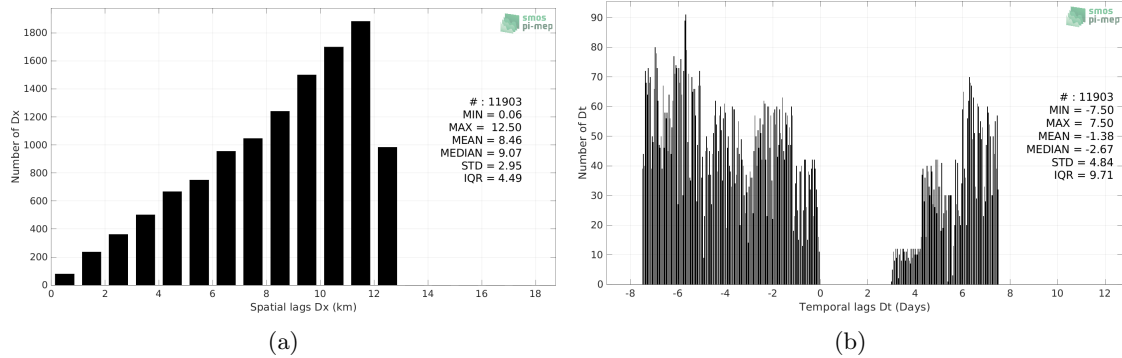 1800
1600
1400
1200
1000
800
600
400
200
0
Number of Dx
0 2 4 6 8 10 12 14 16 18
Spatial lags Dx (km)
smos
pi-mep
# : 11903
MIN = 0.06
MAX = 12.50
MEAN = 8.46
MEDIAN = 9.07
STD = 2.95
IQR = 4.49
(a)
90
80
70
60
50
40
30
20
10
0
Number of Dt
-8 -6 -4 -2 0 2 4 6 8 10 12
Temporal lags Dt (Days)
smos
pi-mep
# : 11903
MIN = -7.50
MAX = 7.50
MEAN = -1.38
MEDIAN = -2.67
STD = 4.84
IQR = 9.71
(b)